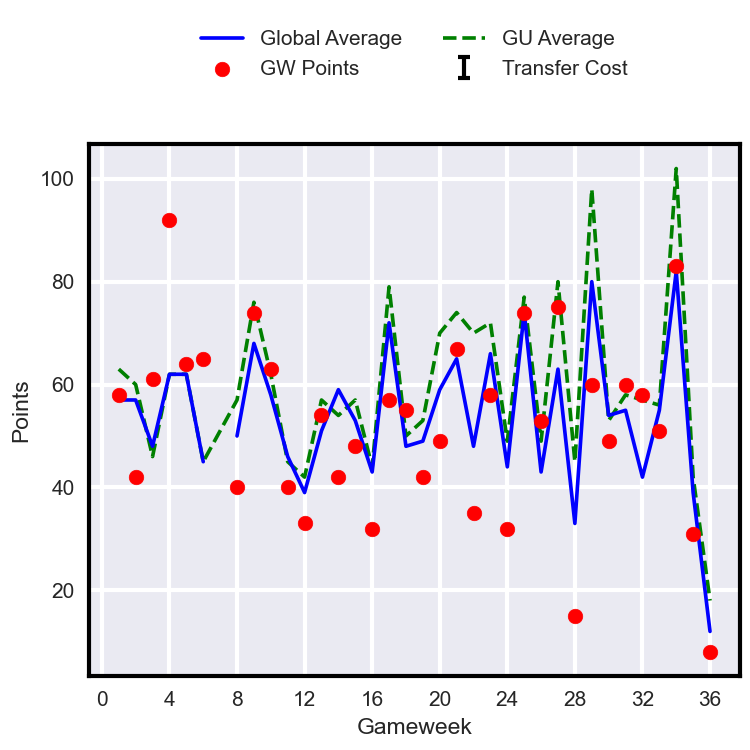 Global Average
GU Average
GW Points
Transfer Cost
100
80
60
40
20
Points
0 4 8 12 16 20 24 28 32 36
Gameweek